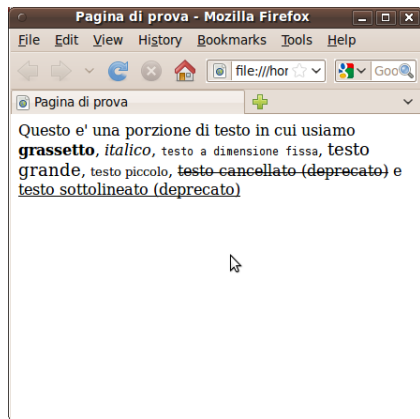 Pagina di prova - Mozilla Firefox
File Edit View History Bookmarks Tools Help
file:///hor Goo
Pagina di prova
Questo e' una porzione di testo in cui usiamo
grassetto, italico, testo a dimensione fissa, testo
grande, testo piccolo, testo cancellato (deprecato) e
testo sottolineato (deprecato)